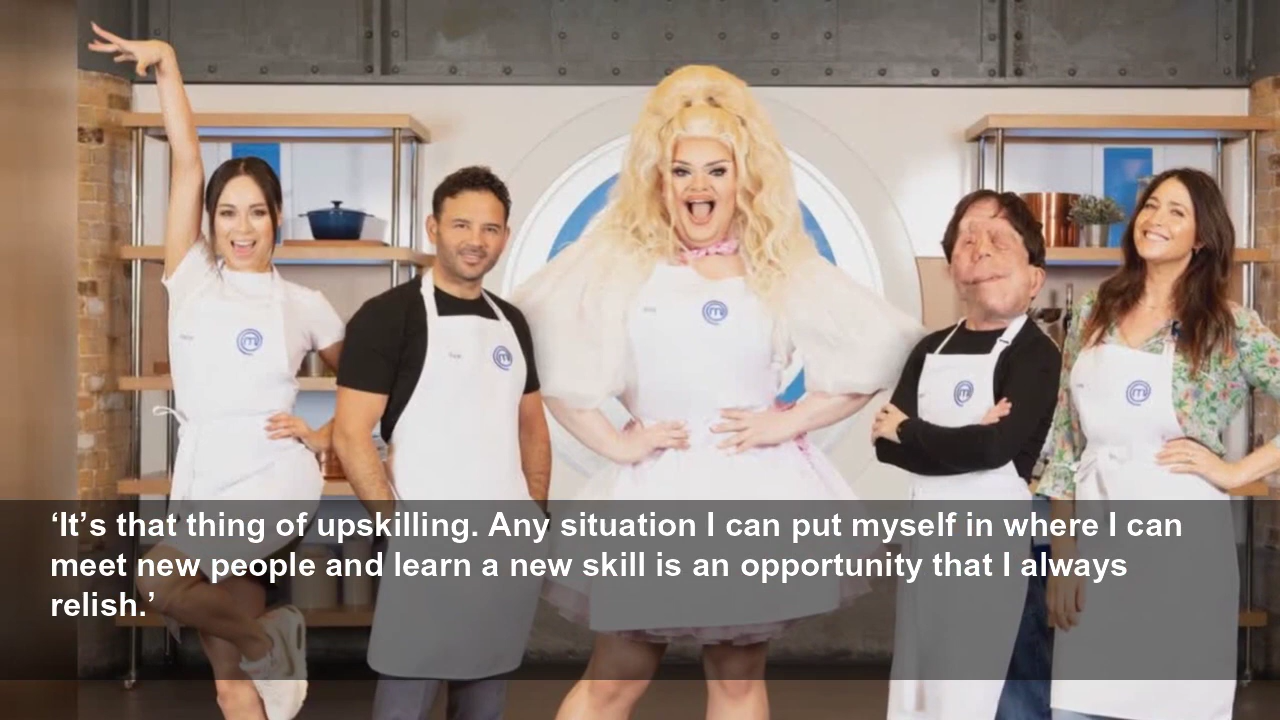 ‘It’s that thing of upskilling. Any situation I can put myself in where I can
meet new people and learn a new skill is an opportunity that I always
relish.’